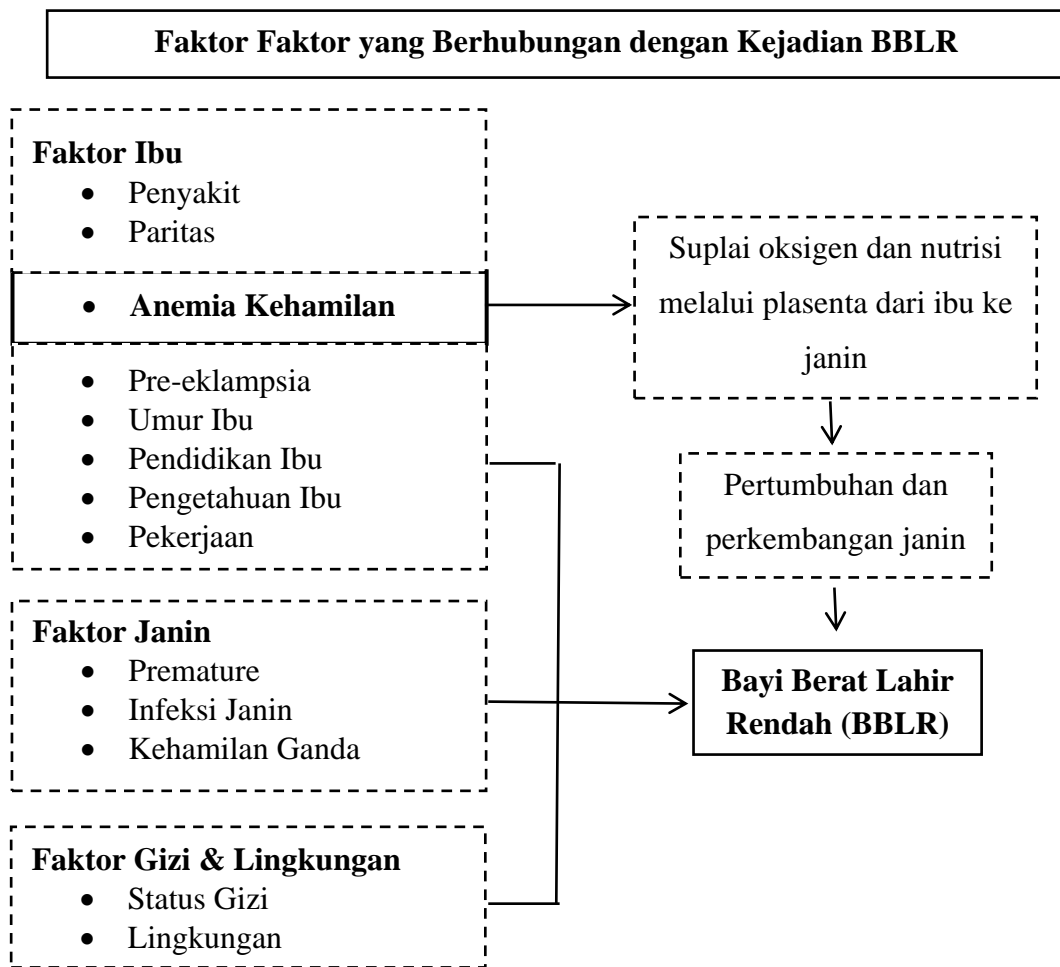 Faktor Faktor yang Berhubungan dengan Kejadian BBLR
Faktor Ibu
• Penyakit
• Paritas
• Anemia Kehamilan
• Pre-eklampsia
• Umur Ibu
• Pendidikan Ibu
• Pengetahuan Ibu
• Pekerjaan
Suplai oksigen dan nutrisi
melalui plasenta dari ibu ke
janin
Pertumbuhan dan
perkembangan janin
Faktor Janin
• Premature
• Infeksi Janin
• Kehamilan Ganda
Bayi Berat Lahir
Rendah (BBLR)
Faktor Gizi & Lingkungan
• Status Gizi
• Lingkungan